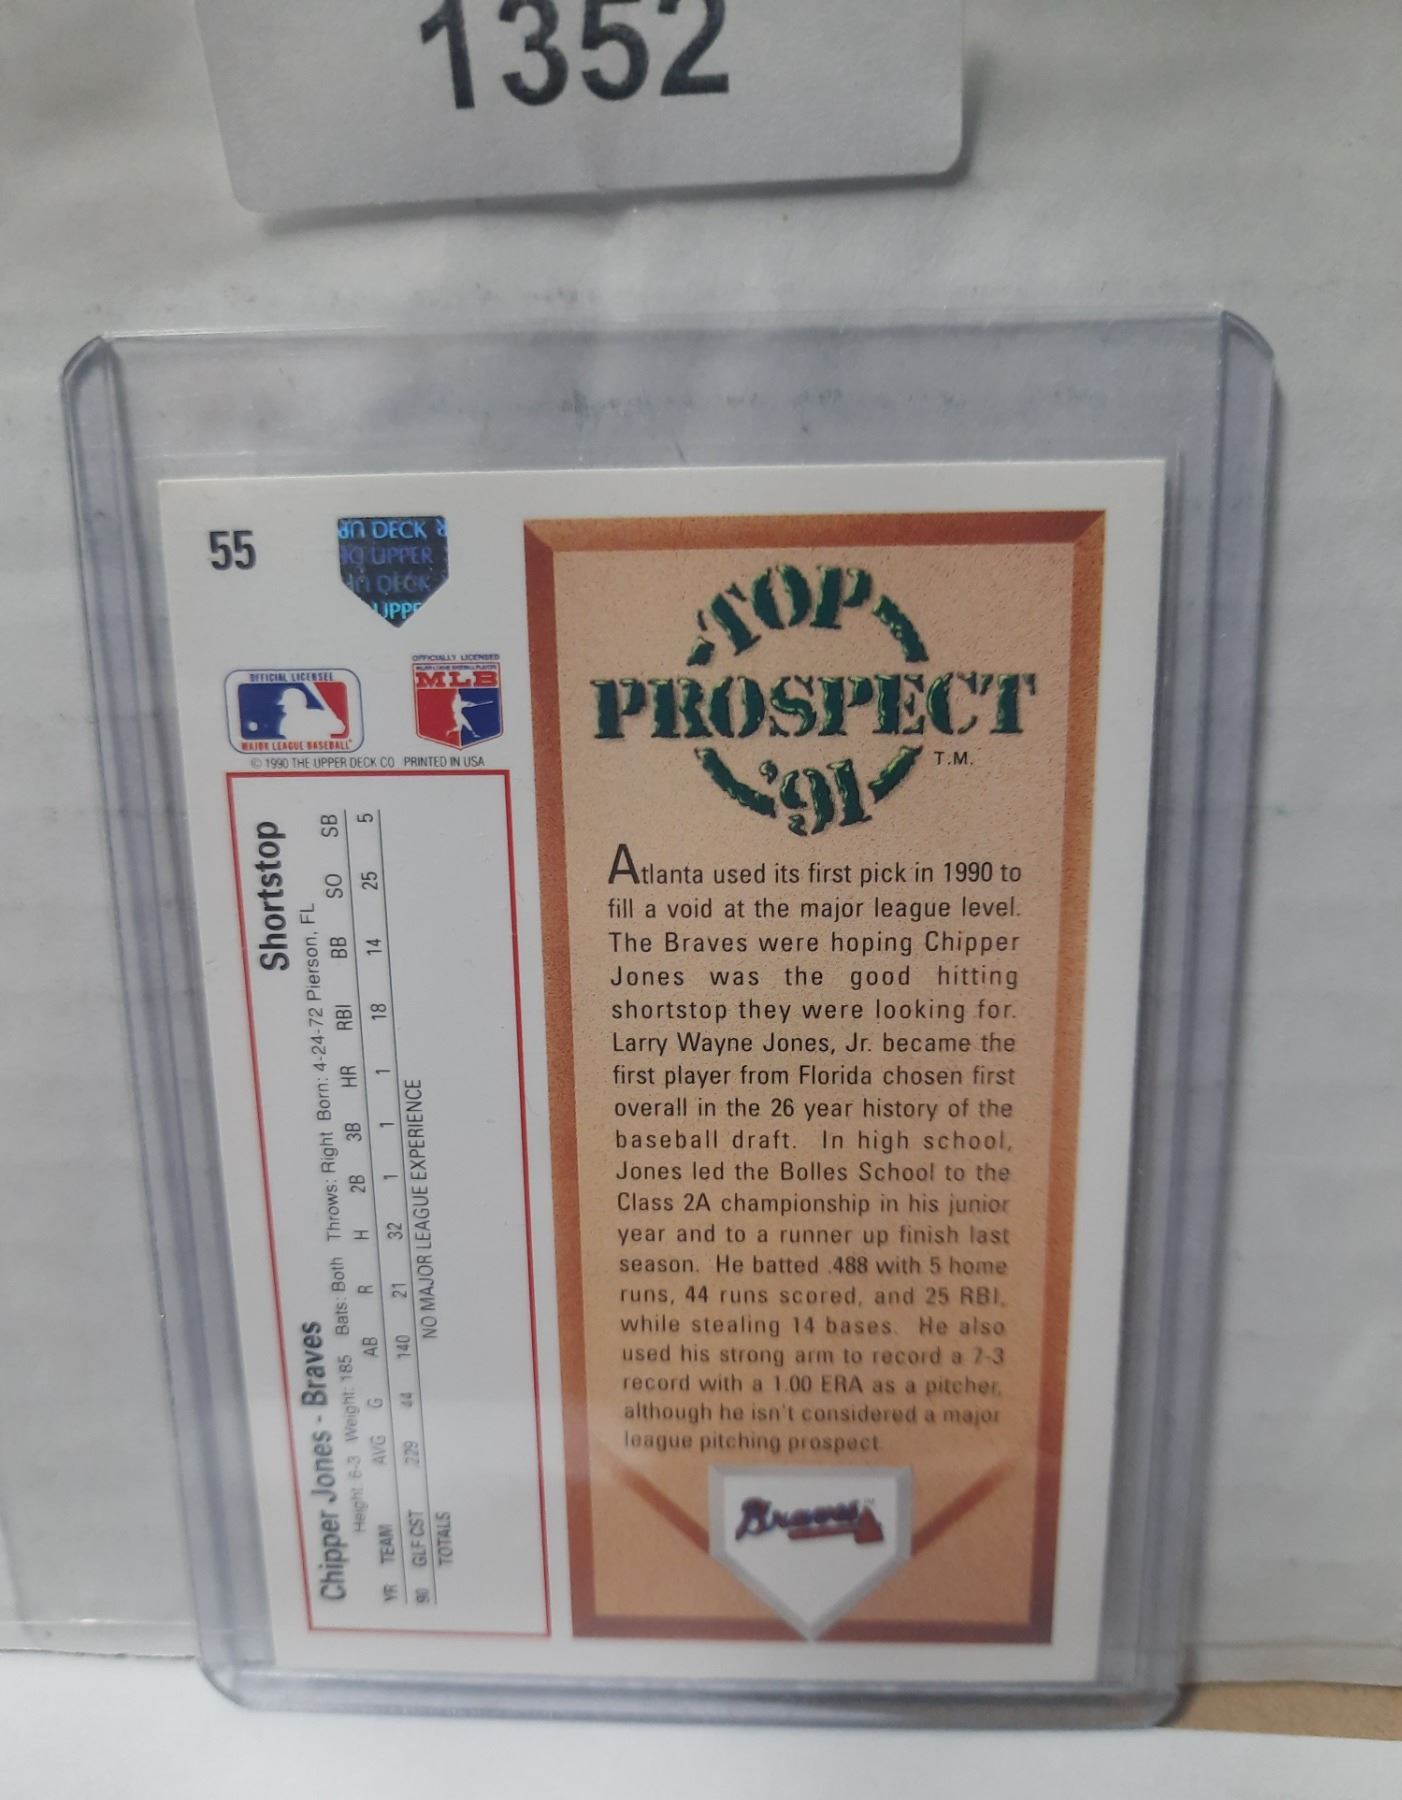 1352
55
UPPER DECK
OFFICIAL LICENSEE
MAJOR LEAGUE BASEBALL
OFFICIALLY LICENSED
MLB
© 1990 THE UPPER DECK CO PRINTED IN USA
Chipper Jones - Braves Shortstop
Height: 6-3 Weight: 185 Bats: Both Throws: Right Born: 4-24-72 Pierson, FL
YR TEAM AVG G AB R H 2B 3B HR RBI BB SO SB
90 GLF CST 229 44 140 21 32 1 1 1 18 14 25 5
TOTALS NO MAJOR LEAGUE EXPERIENCE
TOP
PROSPECT
'91
T.M.
Atlanta used its first pick in 1990 to
fill a void at the major league level.
The Braves were hoping Chipper
Jones was the good hitting
shortstop they were looking for.
Larry Wayne Jones, Jr. became the
first player from Florida chosen first
overall in the 26 year history of the
baseball draft. In high school,
Jones led the Bolles School to the
Class 2A championship in his junior
year and to a runner up finish last
season. He batted .488 with 5 home
runs, 44 runs scored, and 25 RBI,
while stealing 14 bases. He also
used his strong arm to record a 7-3
record with a 1.00 ERA as a pitcher,
although he isn't considered a major
league pitching prospect.
Braves